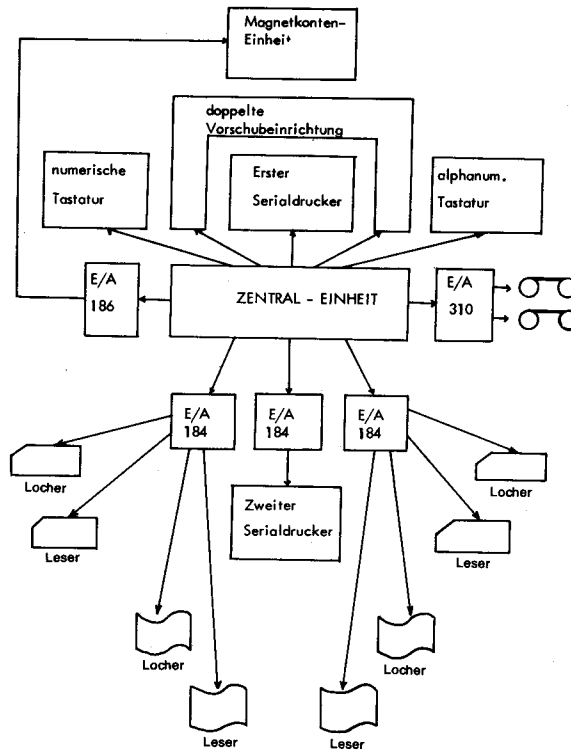 Magnetkonten-
Einheit
doppelte
Vorschubeinrichtung
numerische
Tastatur
Erster
Serialdrucker
alphanum.
Tastatur
E/A
186
ZENTRAL - EINHEIT
E/A
310
E/A
184
E/A
184
E/A
184
Locher
Leser
Zweiter
Serialdrucker
Locher
Leser
Locher
Leser
Locher
Leser